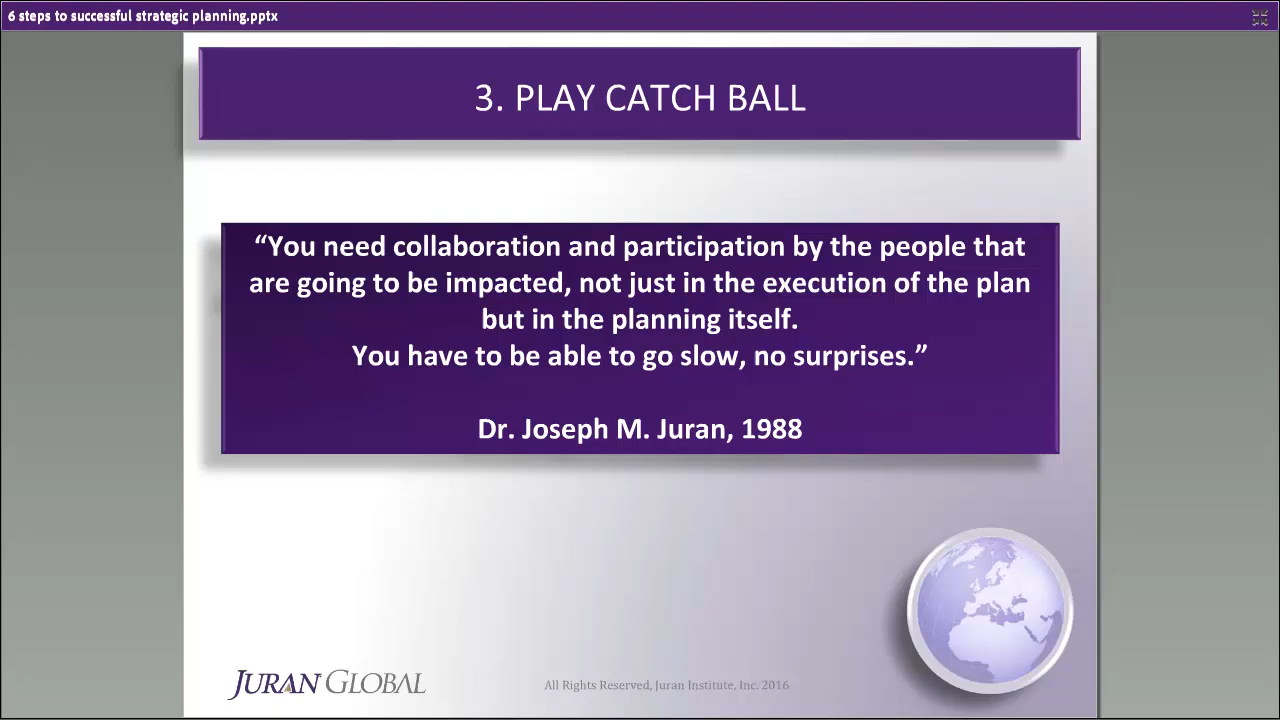 6 steps to successful strategic planning.pptx
3. PLAY CATCH BALL
“You need collaboration and participation by the people that
are going to be impacted, not just in the execution of the plan
but in the planning itself.
You have to be able to go slow, no surprises.”
Dr. Joseph M. Juran, 1988
JURAN GLOBAL
All Rights Reserved, Juran Institute, Inc. 2016